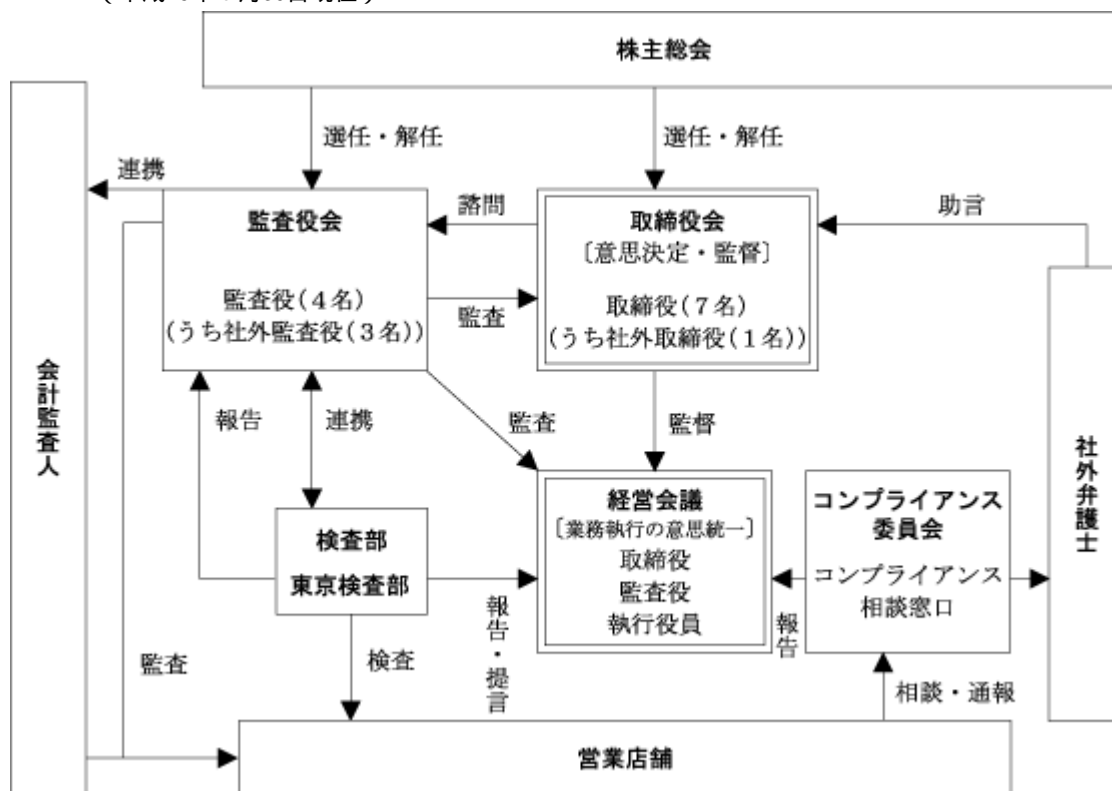 株主総会
選任・解任
選任・解任
連携
監査役会
監査役(4名)
(うち社外監査役(3名))
諮問
監査
取締役会
〔意思決定・監督〕
取締役(7名)
(うち社外取締役(1名))
助言
会計監査人
社外弁護士
報告
連携
監査
監督
検査部
東京検査部
経営会議
〔業務執行の意思統一〕
取締役
監査役
執行役員
コンプライアンス
委員会
コンプライアンス
相談窓口
報告・提言
報告
監査
検査
相談・通報
営業店舗